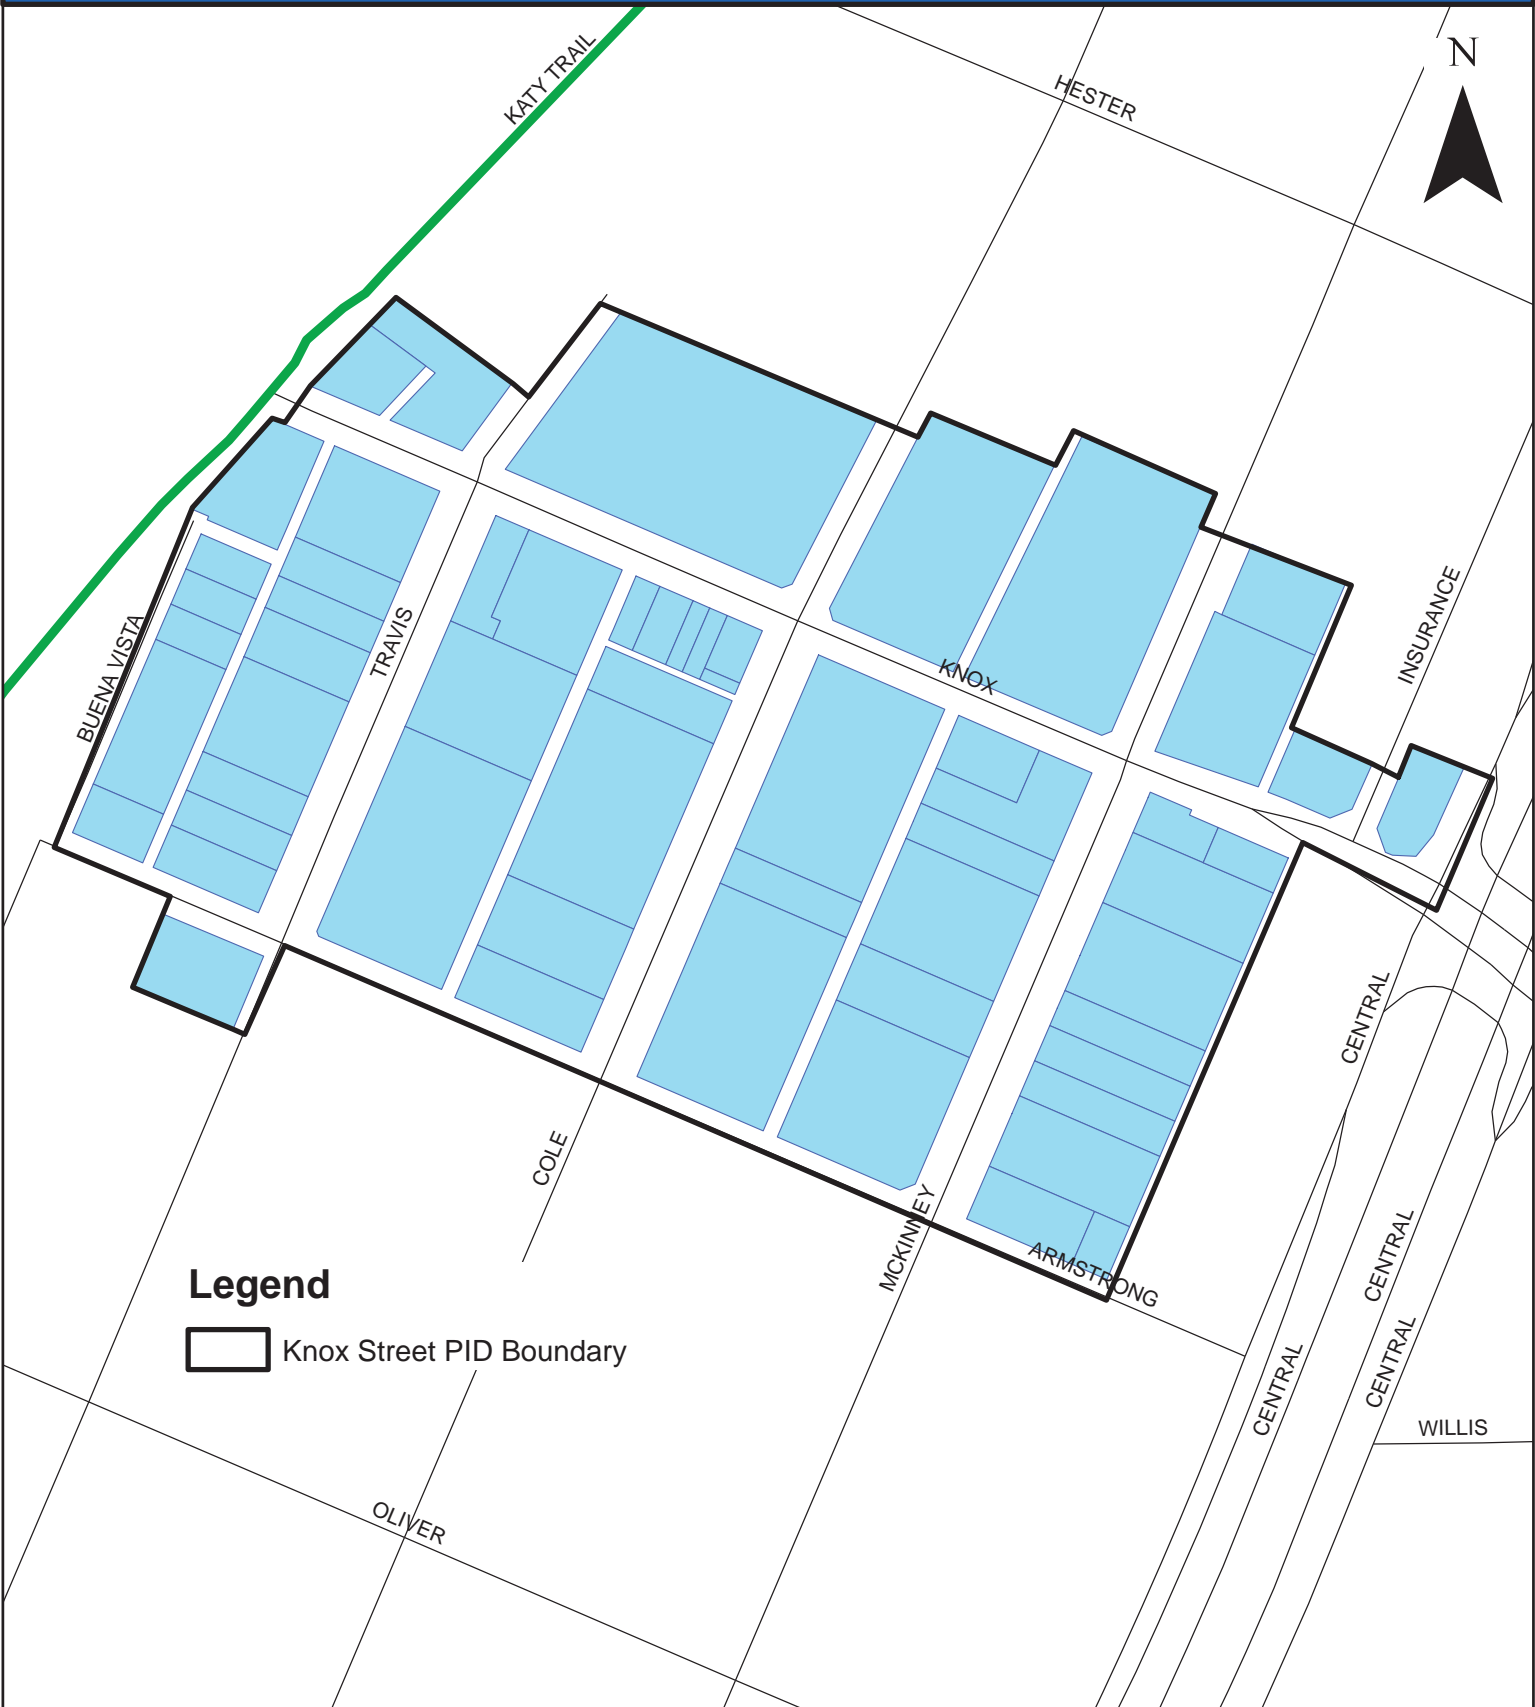 KATY TRAIL
HESTER
N
INSURANCE
BUENA VISTA
TRAVIS
KNOX
CENTRAL
COLE
MCKINNEY
ARMSTRONG
CENTRAL
CENTRAL
CENTRAL
Legend
Knox Street PID Boundary
WILLIS
OLIVER